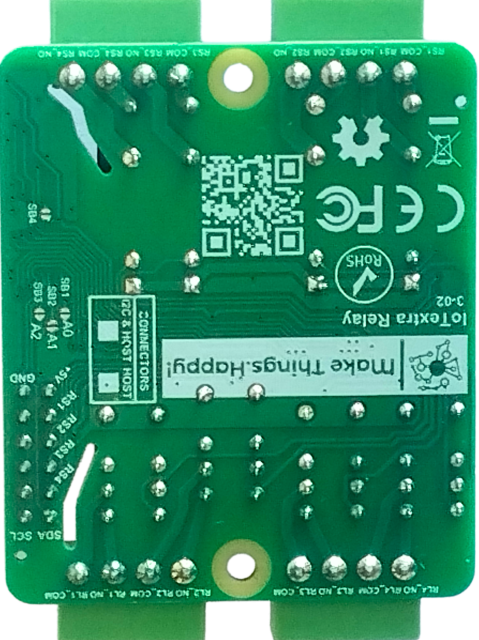 RS4_NO RS4_COM RS3_NO RS3_COM
RS2_NO RS2_COM RS1_NO RS1_COM
SB4
CE FC
RoHS
3-02
IoTextra Relay
SB3 SB2 SB1
A2 A1 A0
CONNECTORS
I2C & HOST HOST
Make Things.Happy!
GND +5V
RS1
RS2
RS3
RS4
SDA SCL
RL1_COM RL1_NO RL2_COM RL2_NO
RL3_COM RL3_NO RL4_COM RL4_NO